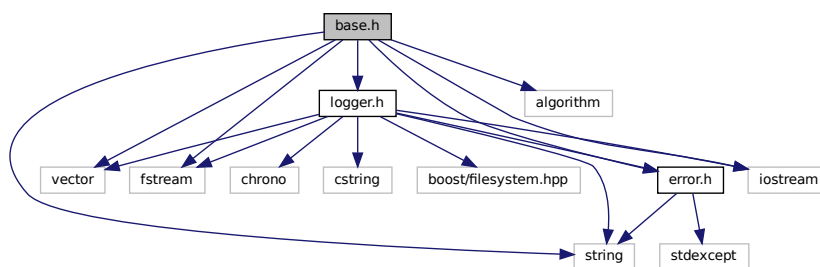 base.h
logger.h
algorithm
vector
fstream
chrono
cstring
boost/filesystem.hpp
error.h
iostream
string
stdexcept